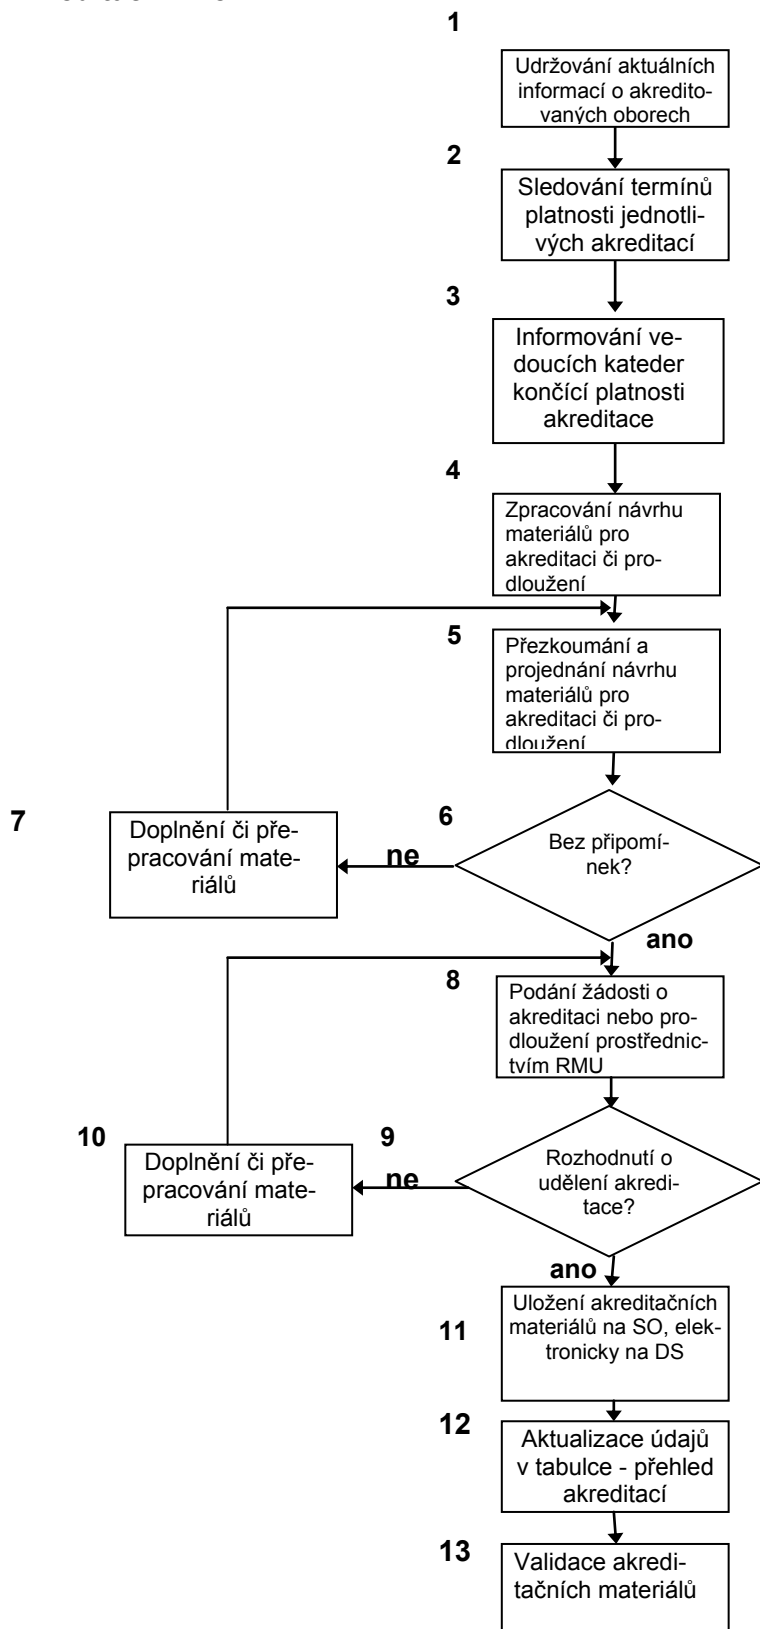 1
Udržování aktuálních
informací o akredito-
vaných oborech
2
Sledování termínů
platnosti jednotli-
vých akreditací
3
Informování ve-
doucích kateder
končící platnosti
akreditace
4
Zpracování návrhu
materiálů pro
akreditaci či pro-
dloužení
5
Přezkoumání a
projednání návrhu
materiálů pro
akreditaci či pro-
dloužení
7
Doplnění či pře-
pracování mate-
riálů
ne
6
Bez připomí-
nek?
ano
8
Podání žádosti o
akreditaci nebo pro-
dloužení prostřednic-
tvím RMU
10
Doplnění či pře-
pracování mate-
riálů
9
ne
Rozhodnutí o
udělení akredi-
tace?
ano
11
Uložení akreditačních
materiálů na SO, elek-
tronicky na DS
12
Aktualizace údajů
v tabulce - přehled
akreditací
13
Validace akredi-
tačních materiálů